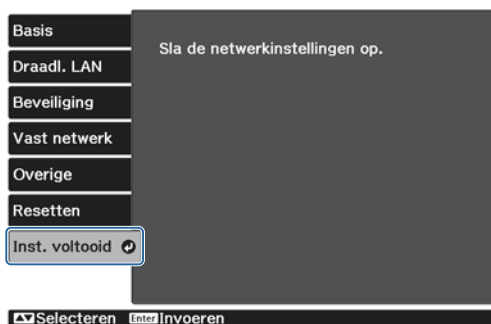 Basis
Sla de netwerkinstellingen op.
Draadl. LAN
Beveiliging
Vast netwerk
Overige
Resetten
Inst. voltooid
Selecteren Enter Invoeren